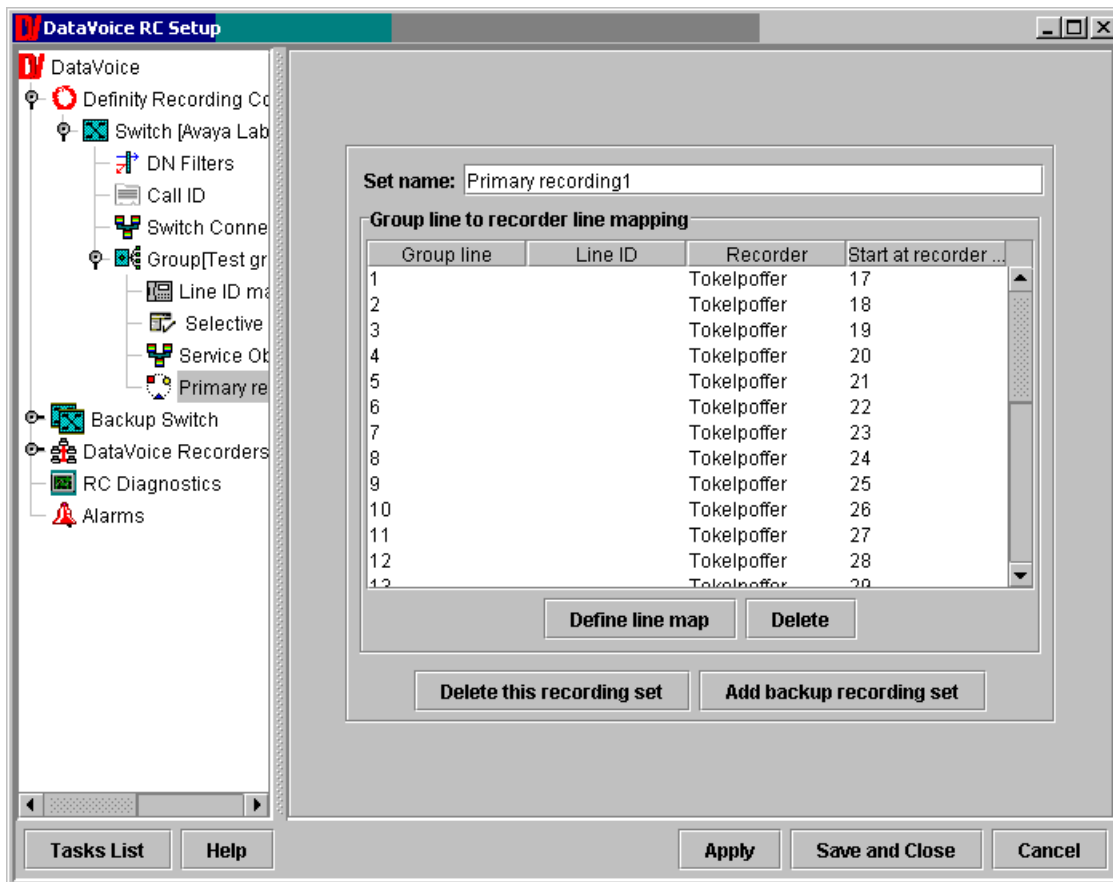 DataVoice RC Setup
DataVoice
Definity Recording Co
Switch [Avaya Lab
DN Filters
Call ID
Switch Conne
Group[Test gr
Line ID ma
Selective
Service Ob
Primary re
Backup Switch
DataVoice Recorders
RC Diagnostics
Alarms
Set name: Primary recording1
Group line to recorder line mapping
Group line Line ID Recorder Start at recorder ...
1 Tokelpoffer 17
2 Tokelpoffer 18
3 Tokelpoffer 19
4 Tokelpoffer 20
5 Tokelpoffer 21
6 Tokelpoffer 22
7 Tokelpoffer 23
8 Tokelpoffer 24
9 Tokelpoffer 25
10 Tokelpoffer 26
11 Tokelpoffer 27
12 Tokelpoffer 28
13 Tokelpoffer 29
Define line map Delete
Delete this recording set Add backup recording set
Tasks List Help Apply Save and Close Cancel